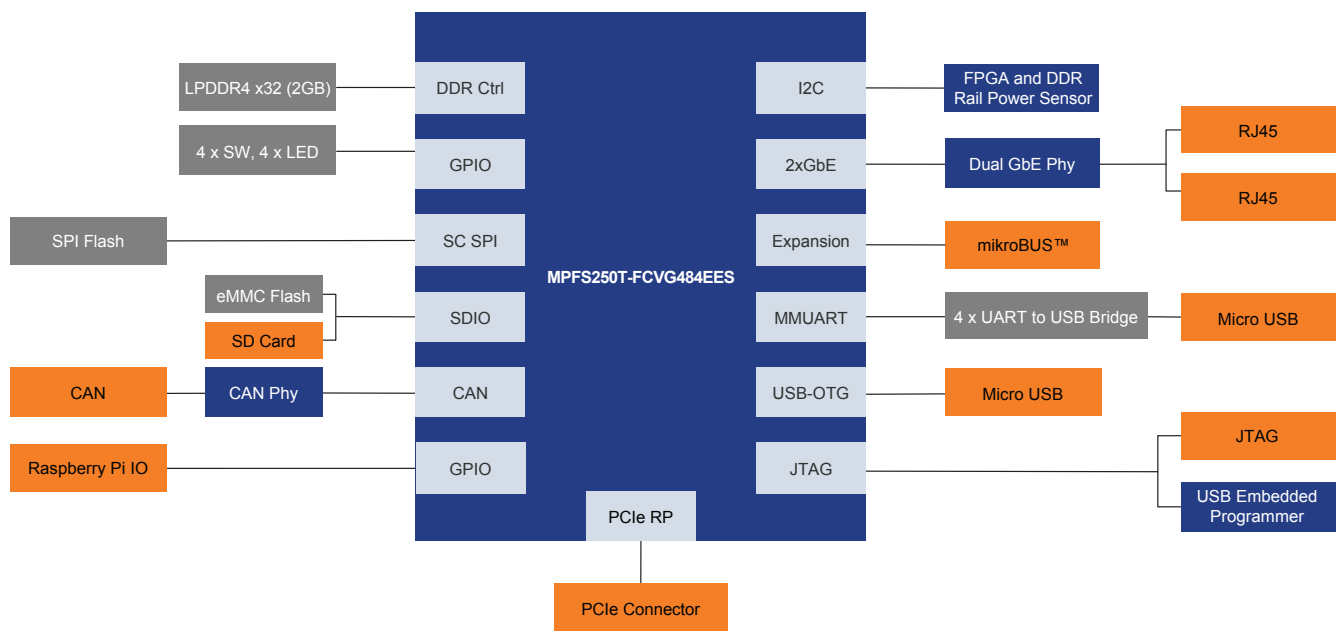 LPDDR4 x32 (2GB)
DDR Ctrl
I2C
FPGA and DDR
Rail Power Sensor
4 x SW, 4 x LED
GPIO
2xGbE
Dual GbE Phy
RJ45
RJ45
SPI Flash
SC SPI
Expansion
mikroBUS™
MPFS250T-FCVG484EES
eMMC Flash
SD Card
SDIO
MMUART
4 x UART to USB Bridge
Micro USB
CAN
CAN Phy
CAN
USB-OTG
Micro USB
Raspberry Pi IO
GPIO
JTAG
JTAG
USB Embedded
Programmer
PCIe RP
PCIe Connector